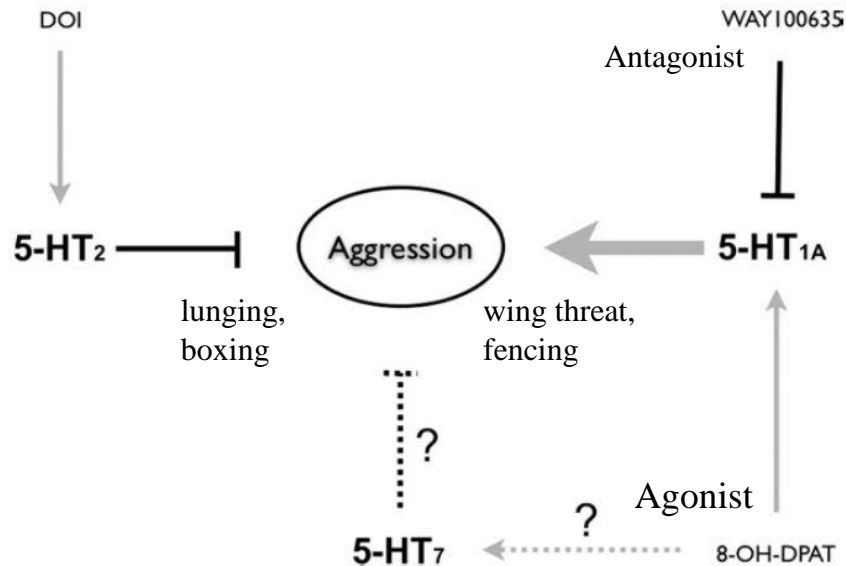 DOI
WAY100635
Antagonist
5-HT2
Aggression
5-HT1A
lunging,
boxing
wing threat,
fencing
?
Agonist
?
5-HT7
8-OH-DPAT